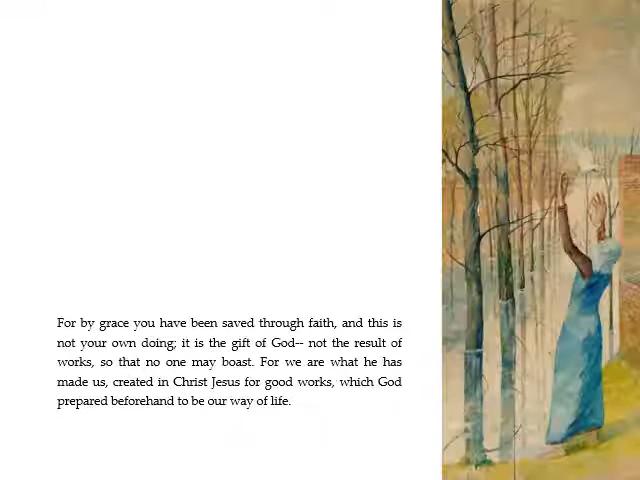 For by grace you have been saved through faith, and this is
not your own doing; it is the gift of God-- not the result of
works, so that no one may boast. For we are what he has
made us, created in Christ Jesus for good works, which God
prepared beforehand to be our way of life.